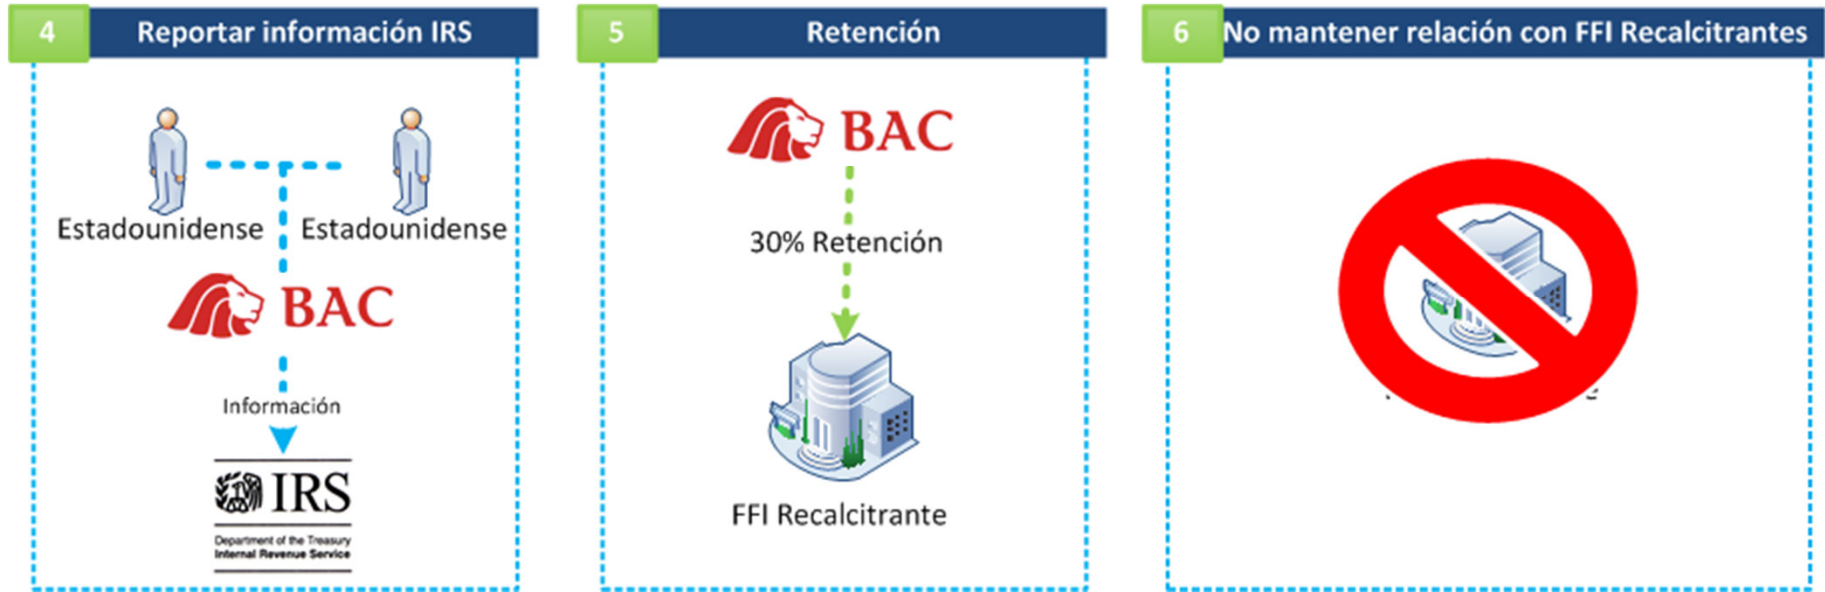 4 Reportar información IRS
Estadounidense Estadounidense
BAC
Información
IRS
Department of the Treasury
Internal Revenue Service
5 Retención
BAC
30% Retención
FFI Recalcitrante
6 No mantener relación con FFI Recalcitrantes